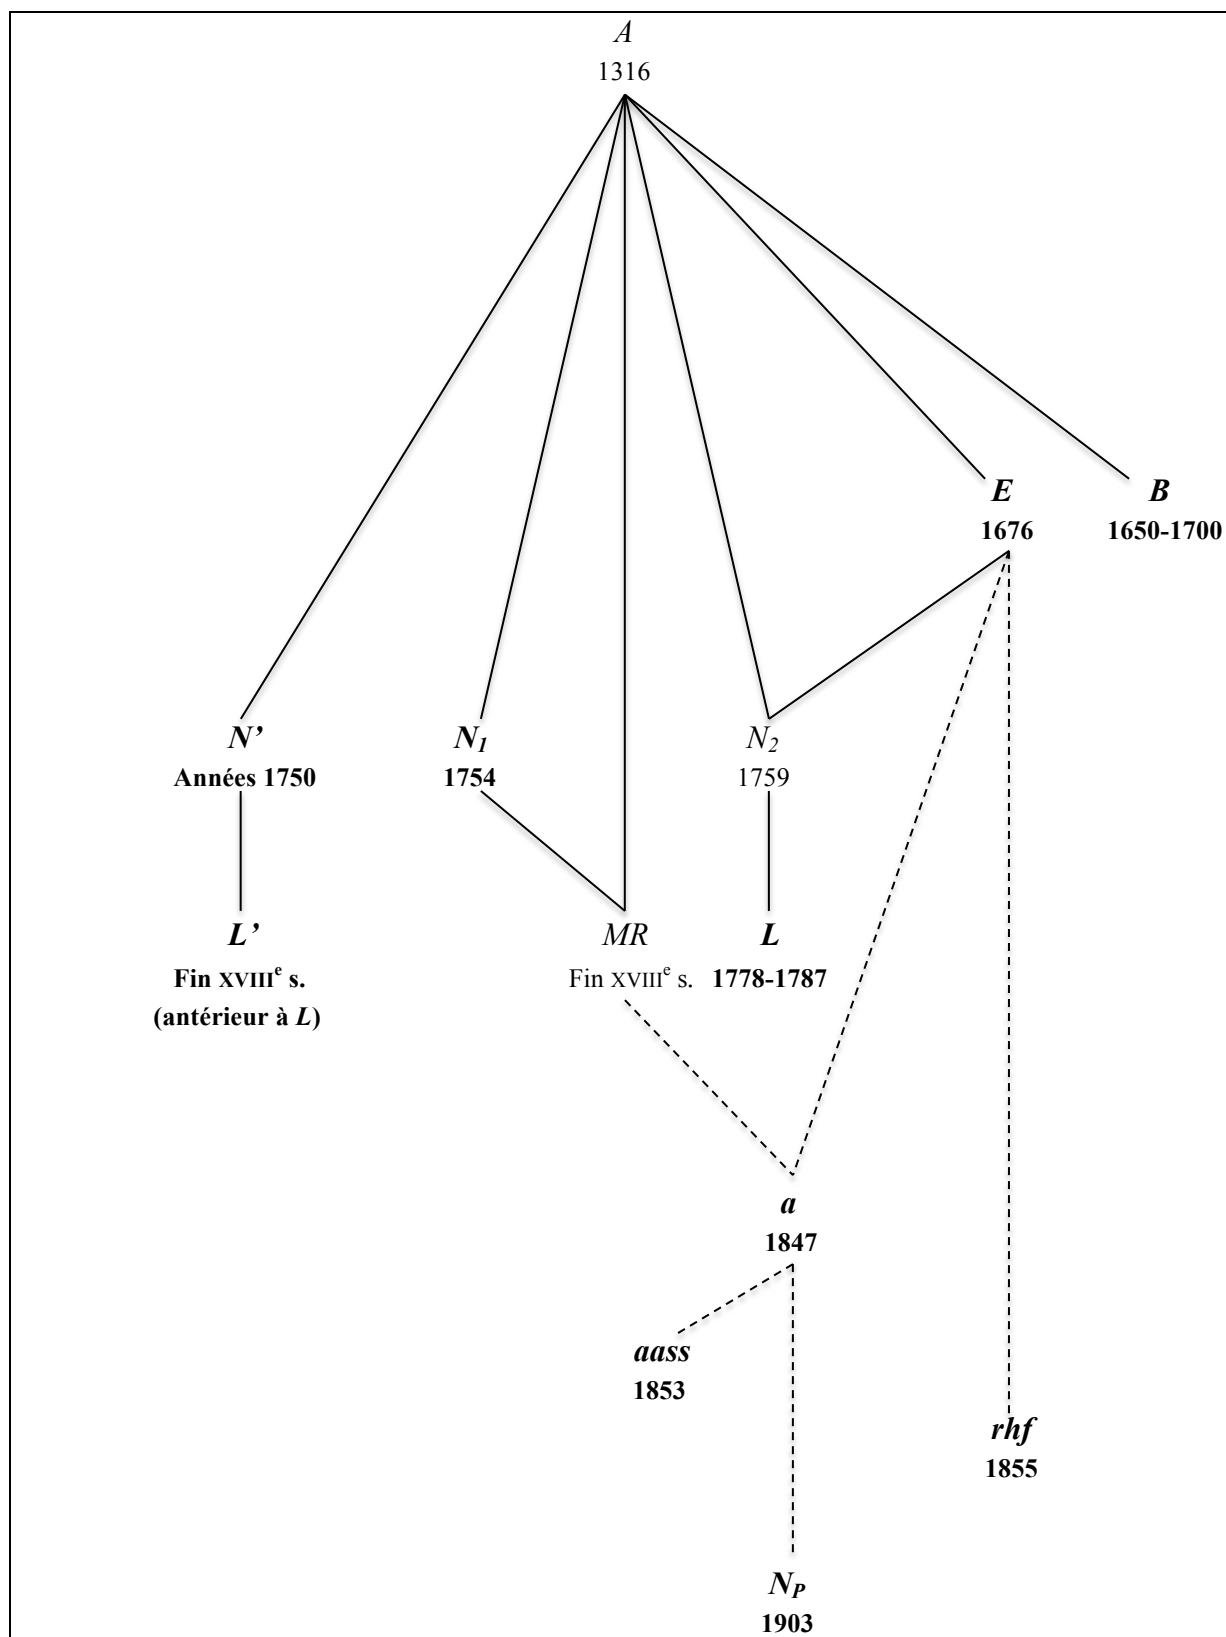 A
1316
E B
1676 1650-1700
N’ N1 N2
Années 1750 1754 1759
L’ MR L
Fin XVIIIe s. Fin XVIIIe s. 1778-1787
(antérieur à L)
a
1847
aass
1853
rhf
1855
NP
1903